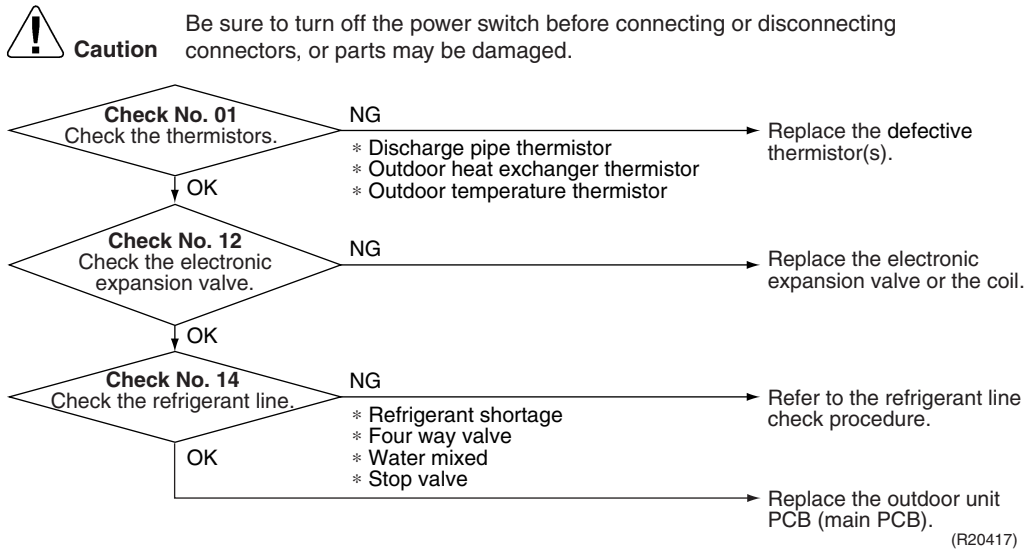 Be sure to turn off the power switch before connecting or disconnecting
Caution connectors, or parts may be damaged.
Check No. 01
Check the thermistors.
NG
∗ Discharge pipe thermistor
∗ Outdoor heat exchanger thermistor
∗ Outdoor temperature thermistor
Replace the defective
thermistor(s).
OK
Check No. 12
Check the electronic
expansion valve.
NG
Replace the electronic
expansion valve or the coil.
OK
Check No. 14
Check the refrigerant line.
NG
∗ Refrigerant shortage
∗ Four way valve
∗ Water mixed
∗ Stop valve
Refer to the refrigerant line
check procedure.
OK
Replace the outdoor unit
PCB (main PCB).
(R20417)